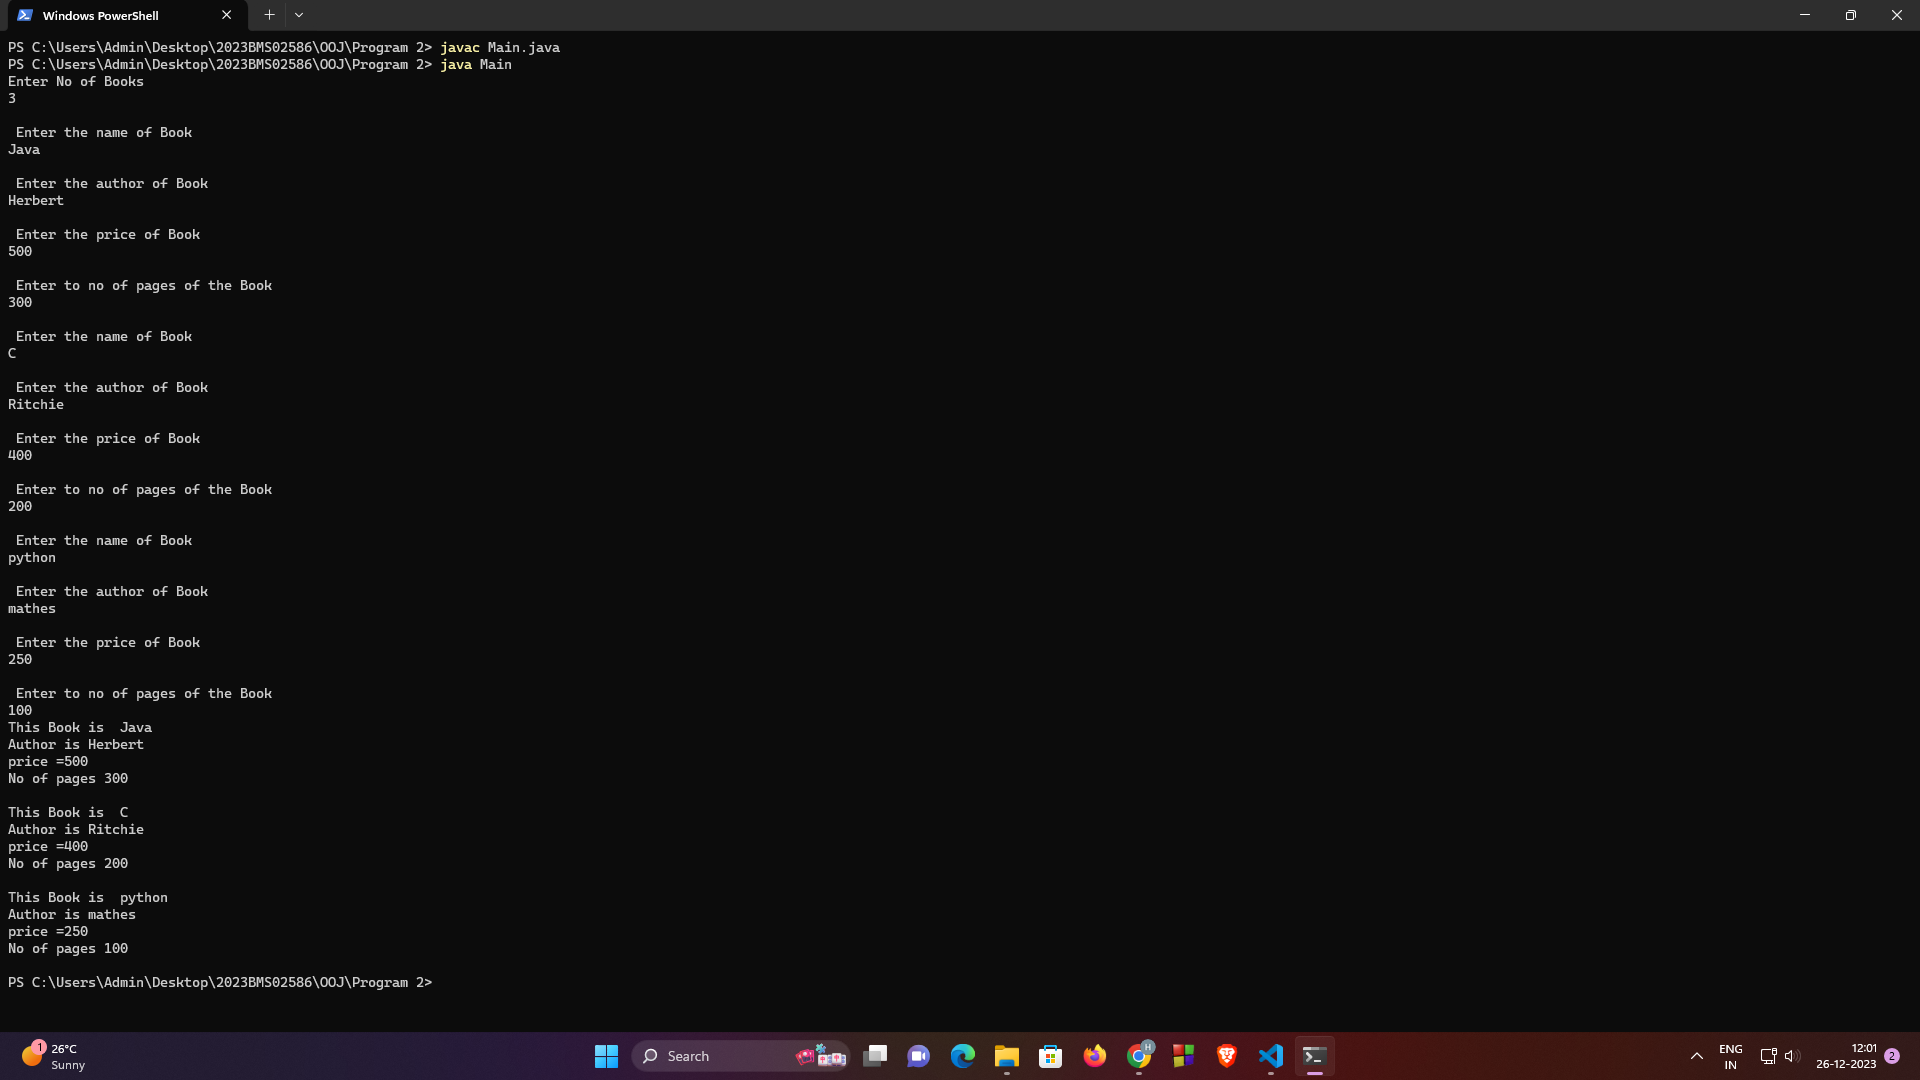 Windows PowerShell
PS C:\Users\Admin\Desktop\2023BMS02586\OOJ\Program 2> javac Main.java
PS C:\Users\Admin\Desktop\2023BMS02586\OOJ\Program 2> java Main
Enter No of Books
3
Enter the name of Book
Java
Enter the author of Book
Herbert
Enter the price of Book
500
Enter to no of pages of the Book
300
Enter the name of Book
C
Enter the author of Book
Ritchie
Enter the price of Book
400
Enter to no of pages of the Book
200
Enter the name of Book
python
Enter the author of Book
mathes
Enter the price of Book
250
Enter to no of pages of the Book
100
This Book is  Java
Author is Herbert
price =500
No of pages 300
This Book is  C
Author is Ritchie
price =400
No of pages 200
This Book is  python
Author is mathes
price =250
No of pages 100
PS C:\Users\Admin\Desktop\2023BMS02586\OOJ\Program 2>
1
26°C
Sunny
Search
H
ENG
IN
12:01
26-12-2023
2